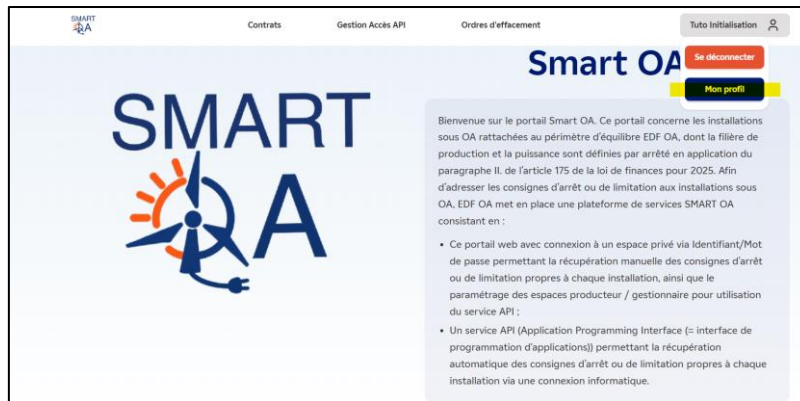 SMART
OA
Contrats
Gestion Accès API
Ordres d'effacement
Tuto Initialisation
Se déconnecter
Mon profil
Smart OA
SMART
OA
Bienvenue sur le portail Smart OA. Ce portail concerne les installations
sous OA rattachées au périmètre d'équilibre EDF OA, dont la filière de
production et la puissance sont définies par arrêté en application du
paragraphe II. de l'article 175 de la loi de finances pour 2025. Afin
d'adresser les consignes d'arrêt ou de limitation aux installations sous
OA, EDF OA met en place une plateforme de services SMART OA
consistant en :
• Ce portail web avec connexion à un espace privé via Identifiant/Mot
de passe permettant la récupération manuelle des consignes d'arrêt
ou de limitation propres à chaque installation, ainsi que le
paramétrage des espaces producteur / gestionnaire pour utilisation
du service API ;
• Un service API (Application Programming Interface (= interface de
programmation d'applications)) permettant la récupération
automatique des consignes d'arrêt ou de limitation propres à chaque
installation via une connexion informatique.